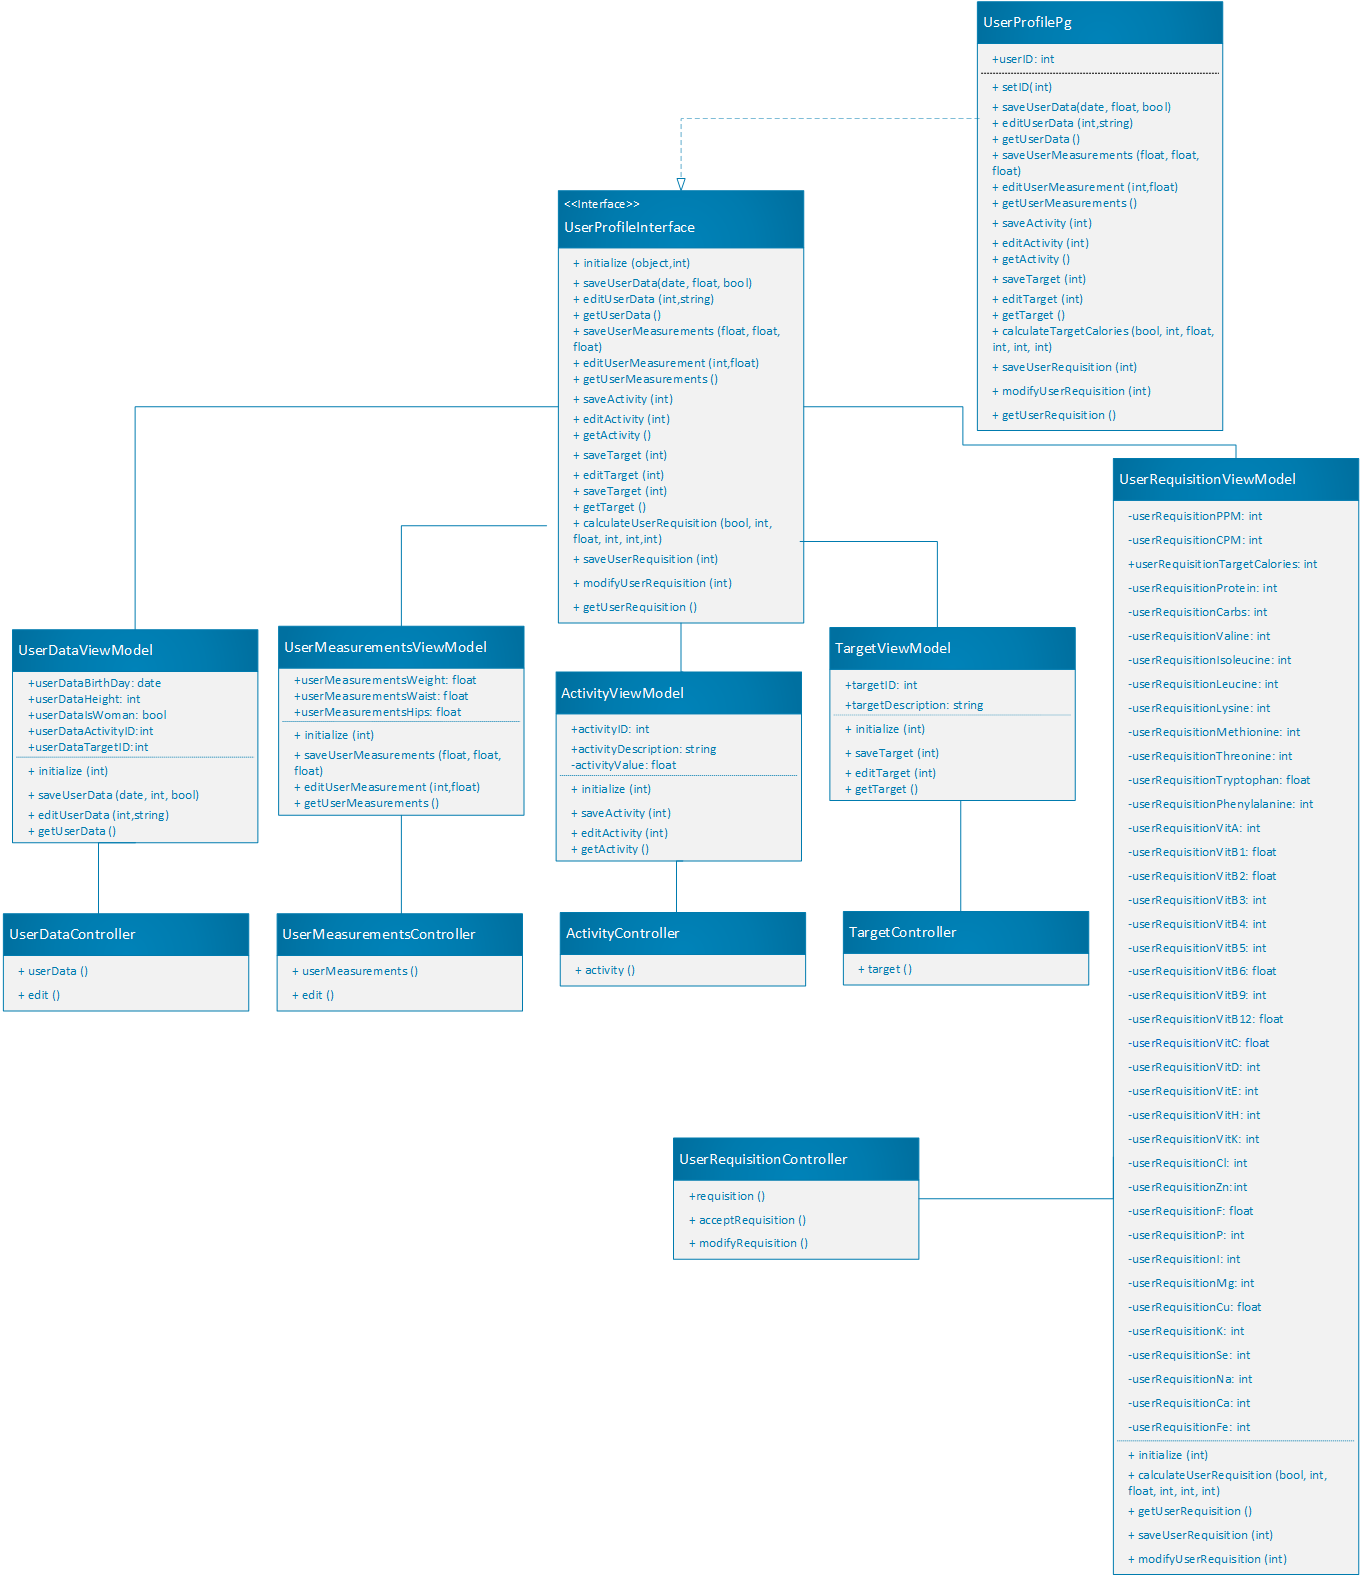 UserProfilePg
+userID: int
+ setID(int)
+ saveUserData(date, float, bool)
+ editUserData (int,string)
+ getUserData ()
+ saveUserMeasurements (float, float,
float)
+ editUserMeasurement (int,float)
+ getUserMeasurements ()
+ saveActivity (int)
+ editActivity (int)
+ getActivity ()
+ saveTarget (int)
+ editTarget (int)
+ getTarget ()
+ calculateTargetCalories (bool, int, float,
int, int, int)
+ saveUserRequisition (int)
+ modifyUserRequisition (int)
+ getUserRequisition ()
<<Interface>>
UserProfileInterface
+ initialize (object,int)
+ saveUserData(date, float, bool)
+ editUserData (int,string)
+ getUserData ()
+ saveUserMeasurements (float, float,
float)
+ editUserMeasurement (int,float)
+ getUserMeasurements ()
+ saveActivity (int)
+ editActivity (int)
+ getActivity ()
+ saveTarget (int)
+ editTarget (int)
+ saveTarget (int)
+ getTarget ()
+ calculateUserRequisition (bool, int,
float, int, int,int)
+ saveUserRequisition (int)
+ modifyUserRequisition (int)
+ getUserRequisition ()
UserDataViewModel
+userDataBirthDay: date
+userDataHeight: int
+userDataIsWoman: bool
+userDataActivityID:int
+userDataTargetID:int
+ initialize (int)
+ saveUserData (date, int, bool)
+ editUserData (int,string)
+ getUserData ()
UserMeasurementsViewModel
+userMeasurementsWeight: float
+userMeasurementsWaist: float
+userMeasurementsHips: float
+ initialize (int)
+ saveUserMeasurements (float, float,
float)
+ editUserMeasurement (int,float)
+ getUserMeasurements ()
ActivityViewModel
+activityID: int
+activityDescription: string
-activityValue: float
+ initialize (int)
+ saveActivity (int)
+ editActivity (int)
+ getActivity ()
TargetViewModel
+targetID: int
+targetDescription: string
+ initialize (int)
+ saveTarget (int)
+ editTarget (int)
+ getTarget ()
UserDataController
+ userData ()
+ edit ()
UserMeasurementsController
+ userMeasurements ()
+ edit ()
ActivityController
+ activity ()
TargetController
+ target ()
UserRequisitionController
+requisition ()
+ acceptRequisition ()
+ modifyRequisition ()
UserRequisitionViewModel
-userRequisitionPPM: int
-userRequisitionCPM: int
+userRequisitionTargetCalories: int
-userRequisitionProtein: int
-userRequisitionCarbs: int
-userRequisitionValine: int
-userRequisitionIsoleucine: int
-userRequisitionLeucine: int
-userRequisitionLysine: int
-userRequisitionMethionine: int
-userRequisitionThreonine: int
-userRequisitionTryptophan: float
-userRequisitionPhenylalanine: int
-userRequisitionVitA: int
-userRequisitionVitB1: float
-userRequisitionVitB2: float
-userRequisitionVitB3: int
-userRequisitionVitB4: int
-userRequisitionVitB5: int
-userRequisitionVitB6: float
-userRequisitionVitB9: int
-userRequisitionVitB12: float
-userRequisitionVitC: float
-userRequisitionVitD: int
-userRequisitionVitE: int
-userRequisitionVitH: int
-userRequisitionVitK: int
-userRequisitionCl: int
-userRequisitionZn:int
-userRequisitionF: float
-userRequisitionP: int
-userRequisitionI: int
-userRequisitionMg: int
-userRequisitionCu: float
-userRequisitionK: int
-userRequisitionSe: int
-userRequisitionNa: int
-userRequisitionCa: int
-userRequisitionFe: int
+ initialize (int)
+ calculateUserRequisition (bool, int,
float, int, int, int)
+ getUserRequisition ()
+ saveUserRequisition (int)
+ modifyUserRequisition (int)